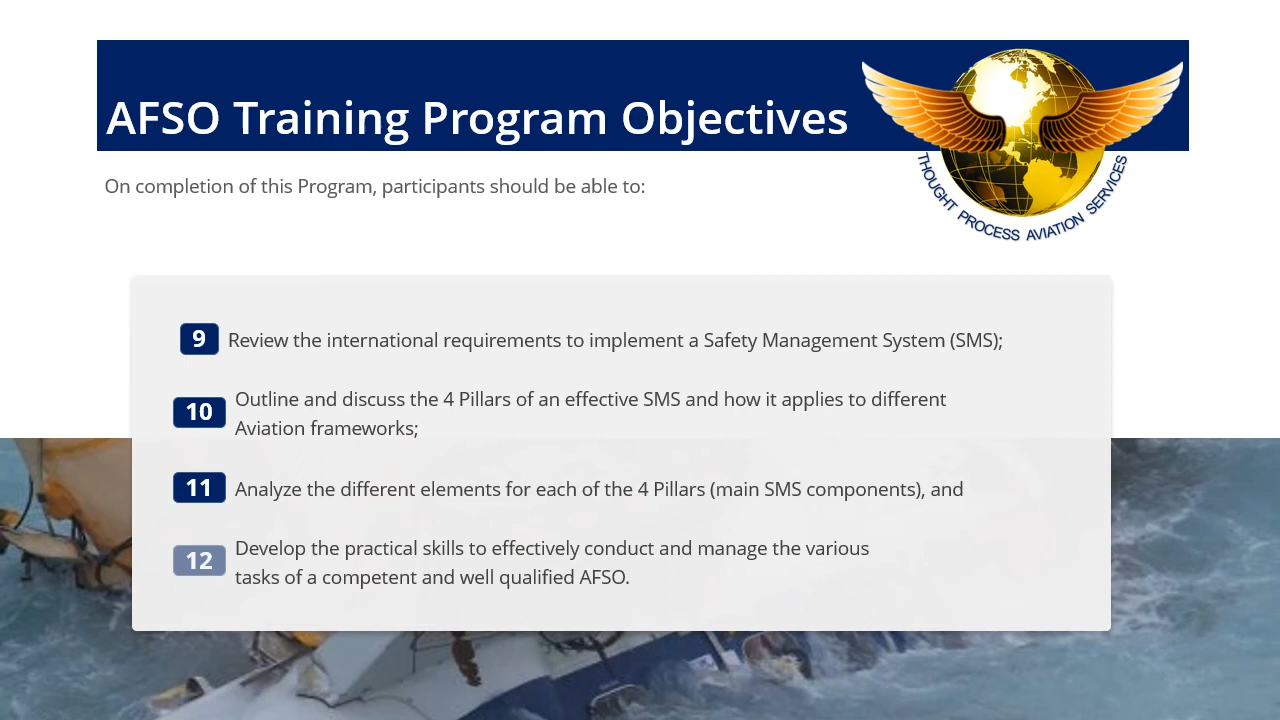 AFSO Training Program Objectives
On completion of this Program, participants should be able to:
THOUGHT PROCESS AVIATION SERVICES
9 Review the international requirements to implement a Safety Management System (SMS);
10 Outline and discuss the 4 Pillars of an effective SMS and how it applies to different
Aviation frameworks;
11 Analyze the different elements for each of the 4 Pillars (main SMS components), and
12 Develop the practical skills to effectively conduct and manage the various
tasks of a competent and well qualified AFSO.